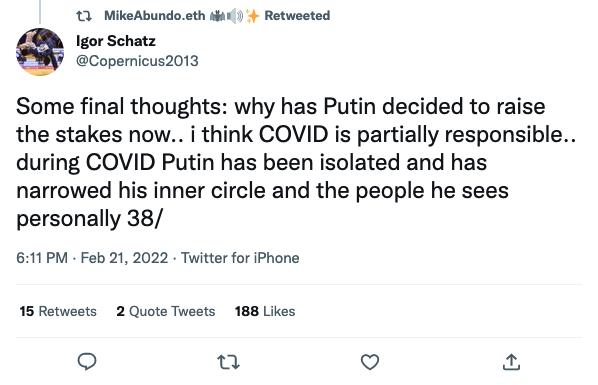 MikeAbundo.eth 🦇🔊✨ Retweeted
Igor Schatz
@Copernicus2013
Some final thoughts: why has Putin decided to raise
the stakes now.. i think COVID is partially responsible..
during COVID Putin has been isolated and has
narrowed his inner circle and the people he sees
personally 38/
6:11 PM · Feb 21, 2022 · Twitter for iPhone
15 Retweets 2 Quote Tweets 188 Likes